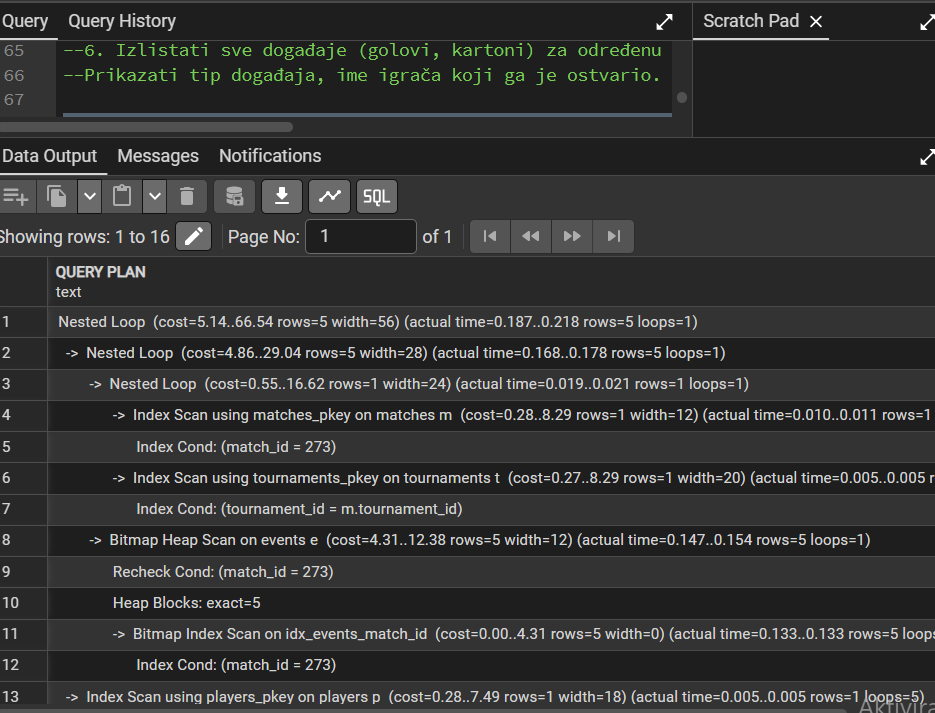 Query Query History Scratch Pad
65 --6. Izlistati sve događaje (golovi, kartoni) za određenu
66 --Prikazati tip događaja, ime igrača koji ga je ostvario.
67
Data Output Messages Notifications
SQL
Showing rows: 1 to 16 Page No: 1 of 1
QUERY PLAN
text
1 Nested Loop (cost=5.14..66.54 rows=5 width=56) (actual time=0.187..0.218 rows=5 loops=1)
2 -> Nested Loop (cost=4.86..29.04 rows=5 width=28) (actual time=0.168..0.178 rows=5 loops=1)
3 -> Nested Loop (cost=0.55..16.62 rows=1 width=24) (actual time=0.019..0.021 rows=1 loops=1)
4 -> Index Scan using matches_pkey on matches m (cost=0.28..8.29 rows=1 width=12) (actual time=0.010..0.011 rows=1
5 Index Cond: (match_id = 273)
6 -> Index Scan using tournaments_pkey on tournaments t (cost=0.27..8.29 rows=1 width=20) (actual time=0.005..0.005 r
7 Index Cond: (tournament_id = m.tournament_id)
8 -> Bitmap Heap Scan on events e (cost=4.31..12.38 rows=5 width=12) (actual time=0.147..0.154 rows=5 loops=1)
9 Recheck Cond: (match_id = 273)
10 Heap Blocks: exact=5
11 -> Bitmap Index Scan on idx_events_match_id (cost=0.00..4.31 rows=5 width=0) (actual time=0.133..0.133 rows=5 loops
12 Index Cond: (match_id = 273)
13 -> Index Scan using players_pkey on players p (cost=0.28..7.49 rows=1 width=18) (actual time=0.005..0.005 rows=1 loops=5)